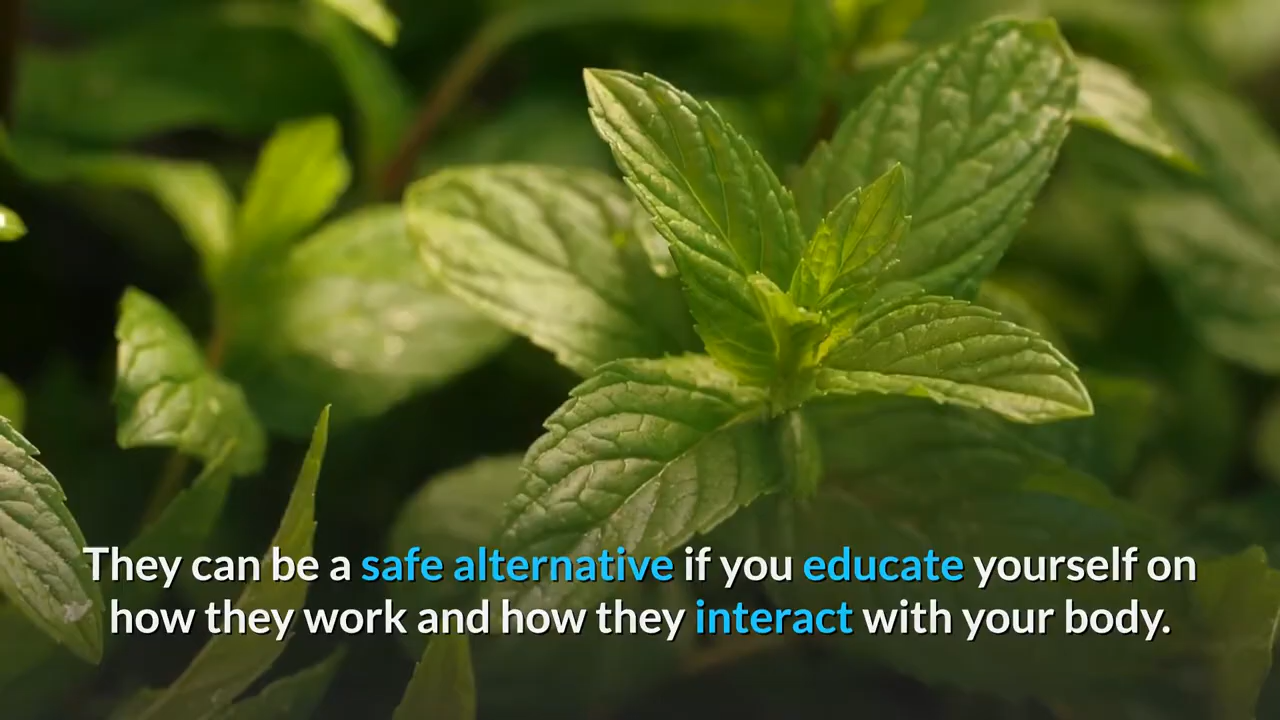 They can be a safe alternative if you educate yourself on
how they work and how they interact with your body.